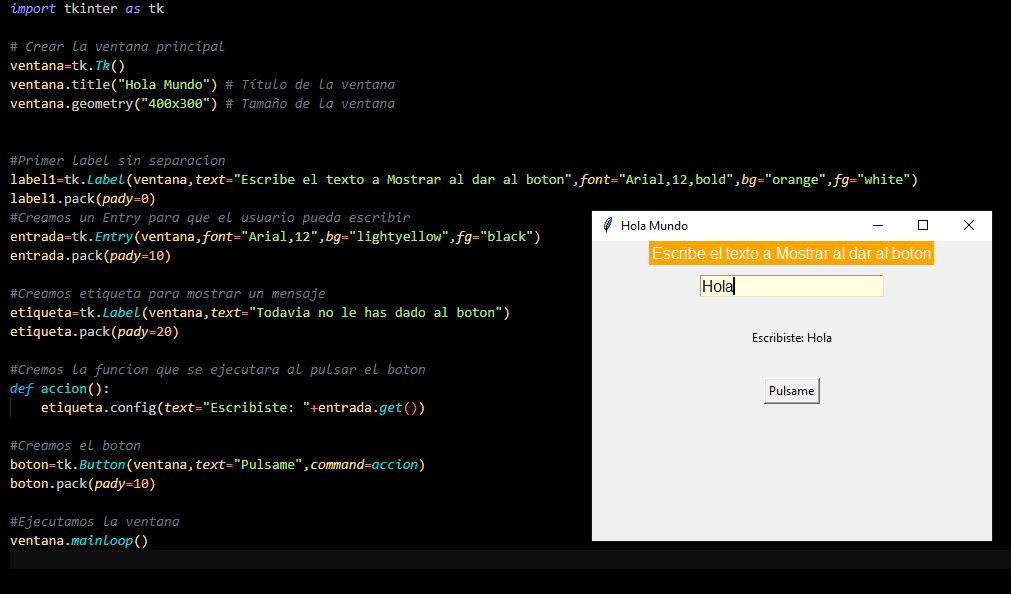 import tkinter as tk
# Crear la ventana principal
ventana=tk.Tk()
ventana.title("Hola Mundo") # Título de la ventana
ventana.geometry("400x300") # Tamaño de la ventana
#Primer label sin separacion
label1=tk.Label(ventana,text="Escribe el texto a Mostrar al dar al boton",font="Arial,12,bold",bg="orange",fg="white")
label1.pack(pady=0)
#Creamos un Entry para que el usuario pueda escribir
entrada=tk.Entry(ventana,font="Arial,12",bg="lightyellow",fg="black")
entrada.pack(pady=10)
#Creamos etiqueta para mostrar un mensaje
etiqueta=tk.Label(ventana,text="Todavia no le has dado al boton")
etiqueta.pack(pady=20)
#Cremos la funcion que se ejecutara al pulsar el boton
def accion():
    etiqueta.config(text="Escribiste: "+entrada.get())
#Creamos el boton
boton=tk.Button(ventana,text="Pulsame",command=accion)
boton.pack(pady=10)
#Ejecutamos la ventana
ventana.mainloop()
Hola Mundo
Escribe el texto a Mostrar al dar al boton
Hola
Escribiste: Hola
Pulsame